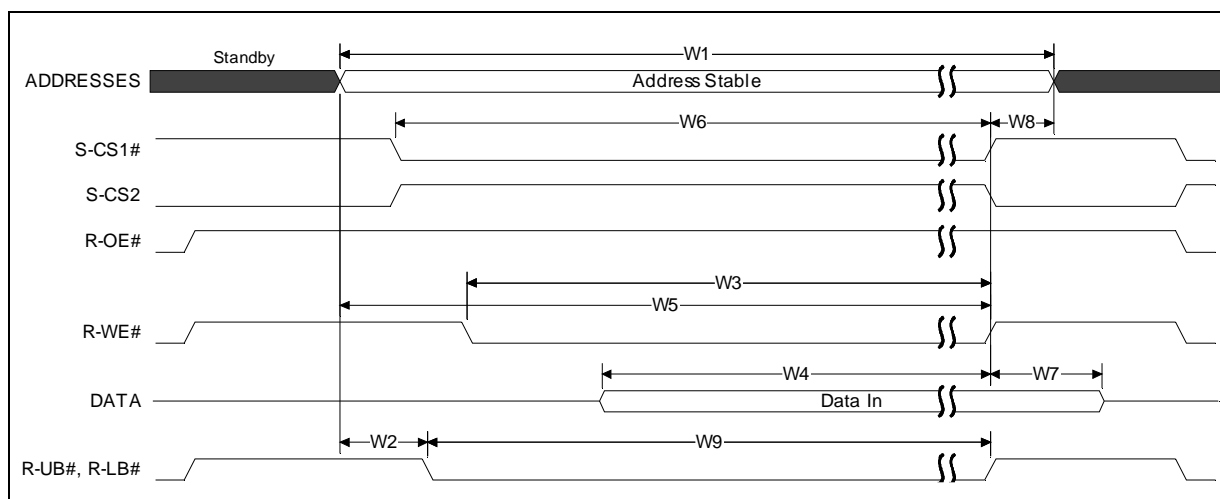 Standby
W1
ADDRESSES
Address Stable
W6
W8
S-CS1#
S-CS2
R-OE#
W3
W5
R-WE#
W4
W7
DATA
Data In
W2
W9
R-UB#, R-LB#